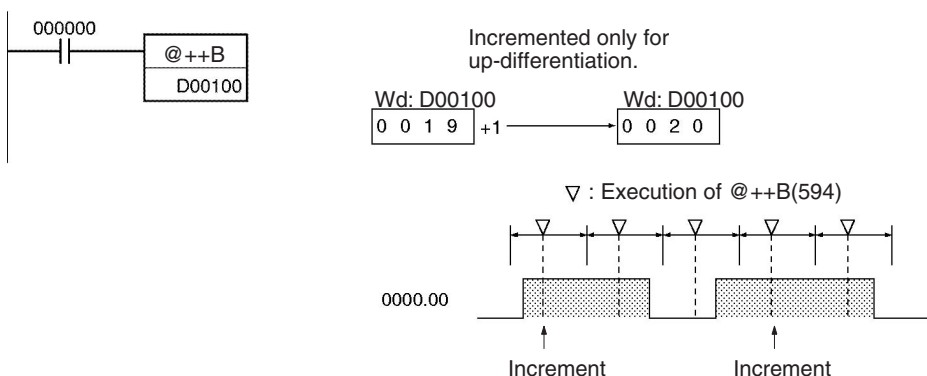 000000
@++B
D00100
Incremented only for
up-differentiation.
Wd: D00100
Wd: D00100
0 0 1 9 +1
0 0 2 0
▽ : Execution of @++B(594)
0000.00
Increment
Increment